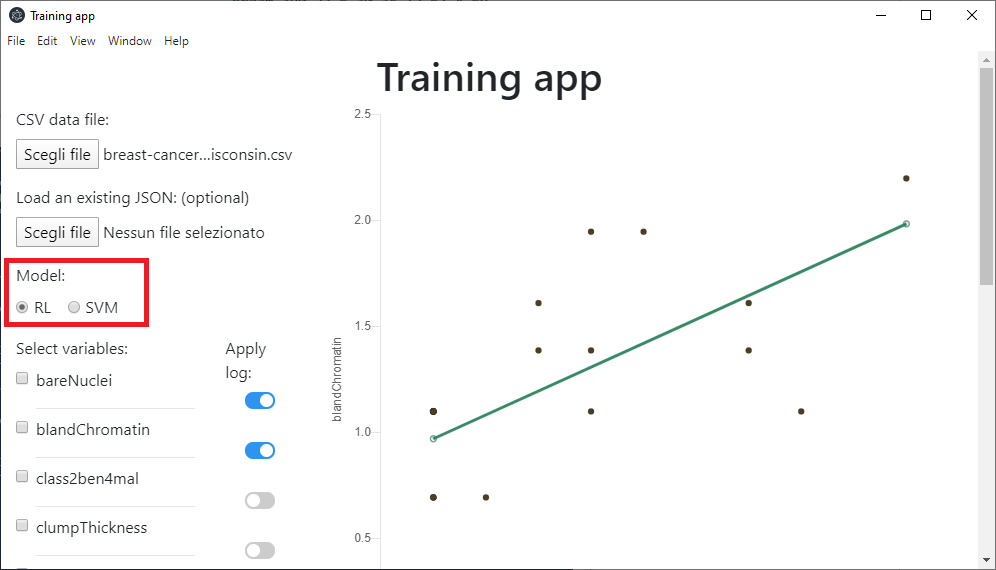 Training app
File Edit View Window Help
Training app
CSV data file:
Scegli file breast-cancer...isconsin.csv
Load an existing JSON: (optional)
Scegli file Nessun file selezionato
Model:
RL SVM
Select variables:
Apply
log:
bareNuclei
blandChromatin
class2ben4mal
clumpThickness
2.5
2.0
1.5
1.0
0.5
blandChromatin